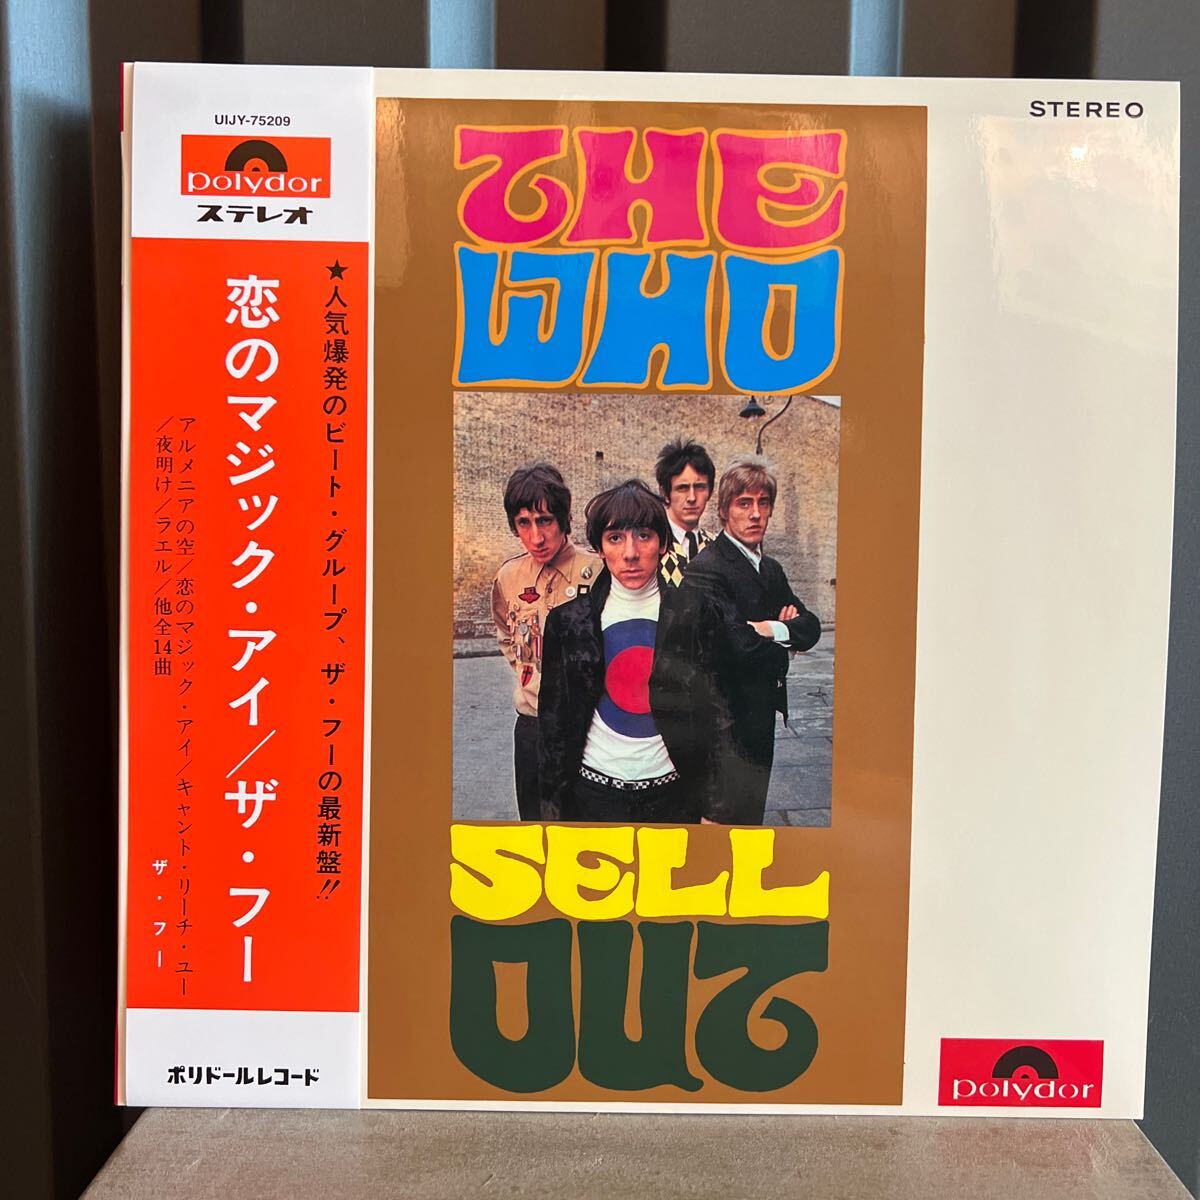 UIJY-75209
polydor
ステレオ
★人気爆発のビート・グループ、ザ・フーの最新盤!!
恋のマジック・アイ/ザ・フー
アルメニアの空/恋のマジック・アイ/キャント・リーチ・ユー
/夜明け/ラエル/他全14曲
ザ・フー
ポリドールレコード
STEREO
THE
WHO
SELL
OUT
polydor